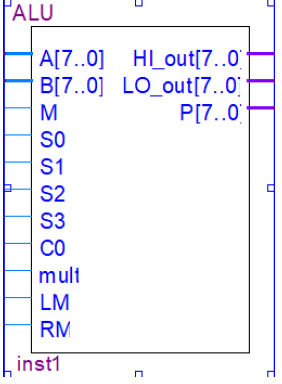 ALU
A[7..0] HI_out[7..0]
B[7..0] LO_out[7..0]
M P[7..0]
S0
S1
S2
S3
C0
mult
LM
RM
inst1